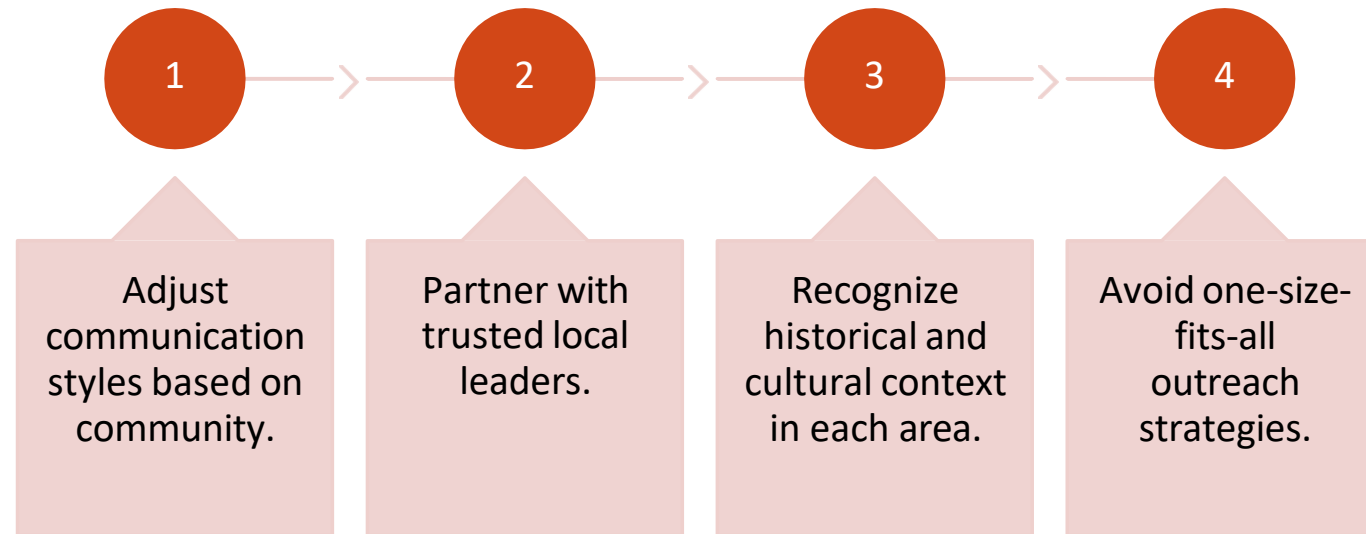 1
2
3
4
Adjust
communication
styles based on
community.
Partner with
trusted local
leaders.
Recognize
historical and
cultural context
in each area.
Avoid one-size-
fits-all
outreach
strategies.